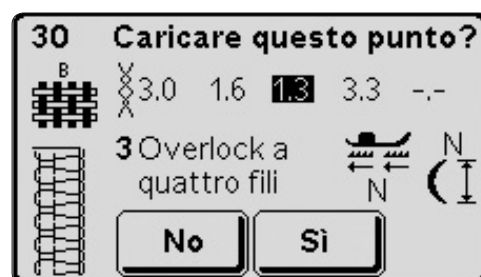 30 Caricare questo punto?
B
3.0 1.6 1.3 3.3 -.-
3 Overlock a
quattro fili
N N
No Sì